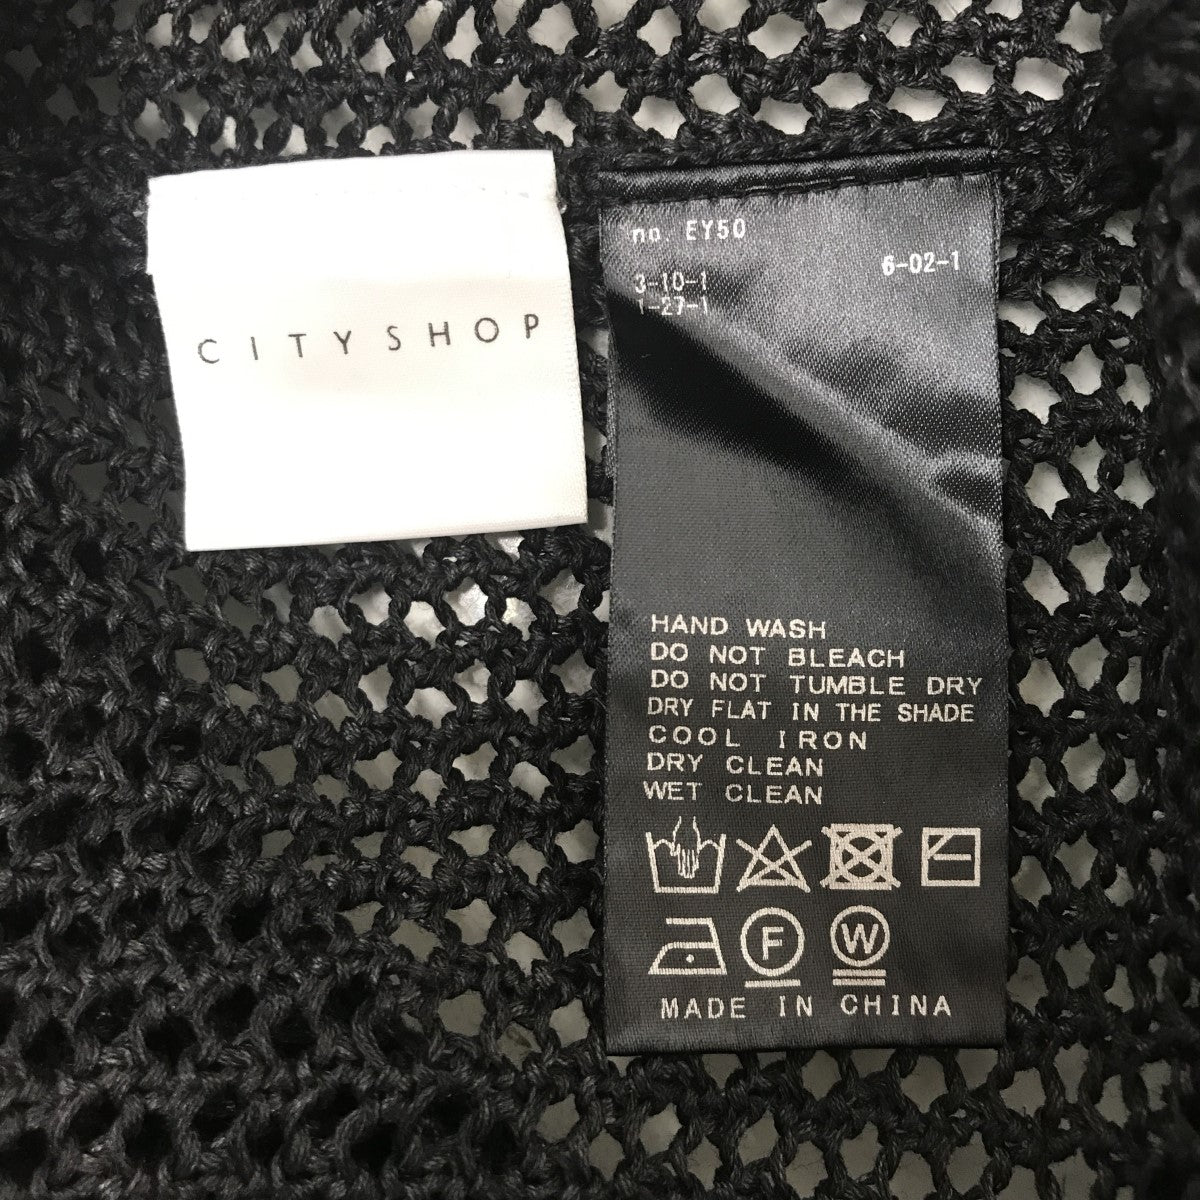 CITYSHOP
no. EY50
6-02-1
3-10-1
1-27-1
HAND WASH
DO NOT BLEACH
DO NOT TUMBLE DRY
DRY FLAT IN THE SHADE
COOL IRON
DRY CLEAN
WET CLEAN
F W
MADE IN CHINA